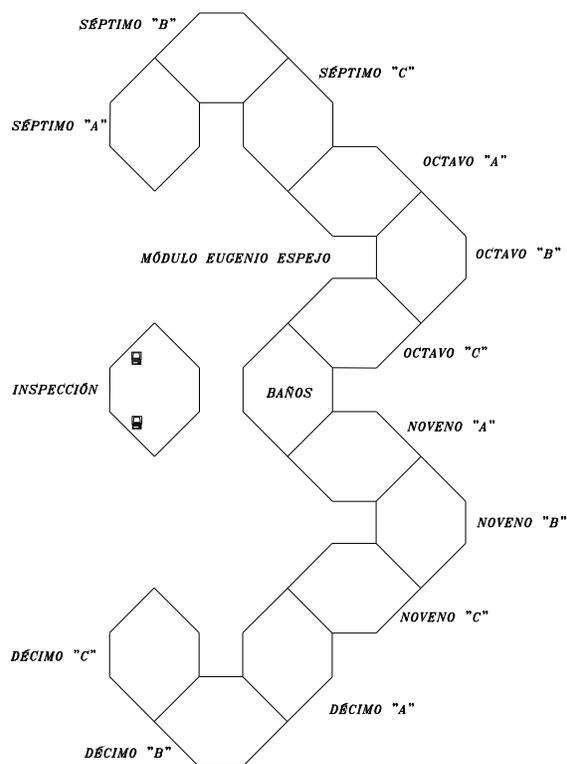 SÉPTIMO "B"
SÉPTIMO "C"
SÉPTIMO "A"
OCTAVO "A"
OCTAVO "B"
MÓDULO EUGENIO ESPEJO
OCTAVO "C"
INSPECCIÓN
BAÑOS
NOVENO "A"
NOVENO "B"
NOVENO "C"
DÉCIMO "C"
DÉCIMO "A"
DÉCIMO "B"